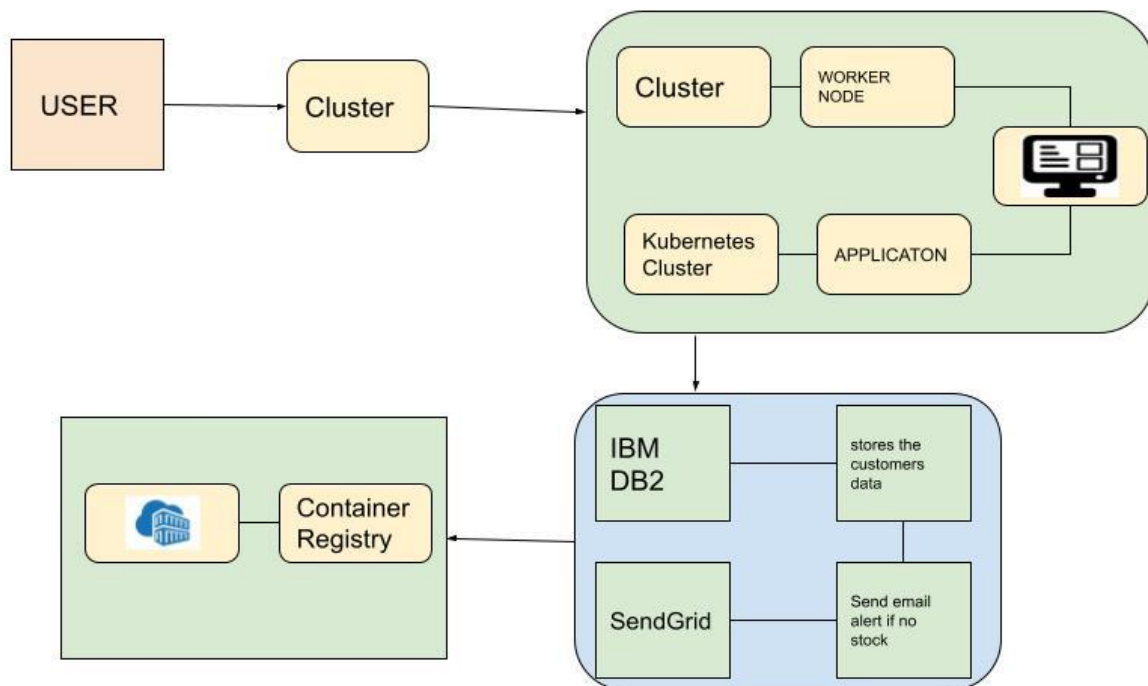 USER
Cluster
Cluster
WORKER
NODE
Kubernetes
Cluster
APPLICATON
IBM
DB2
stores the
customers
data
Container
Registry
SendGrid
Send email
alert if no
stock